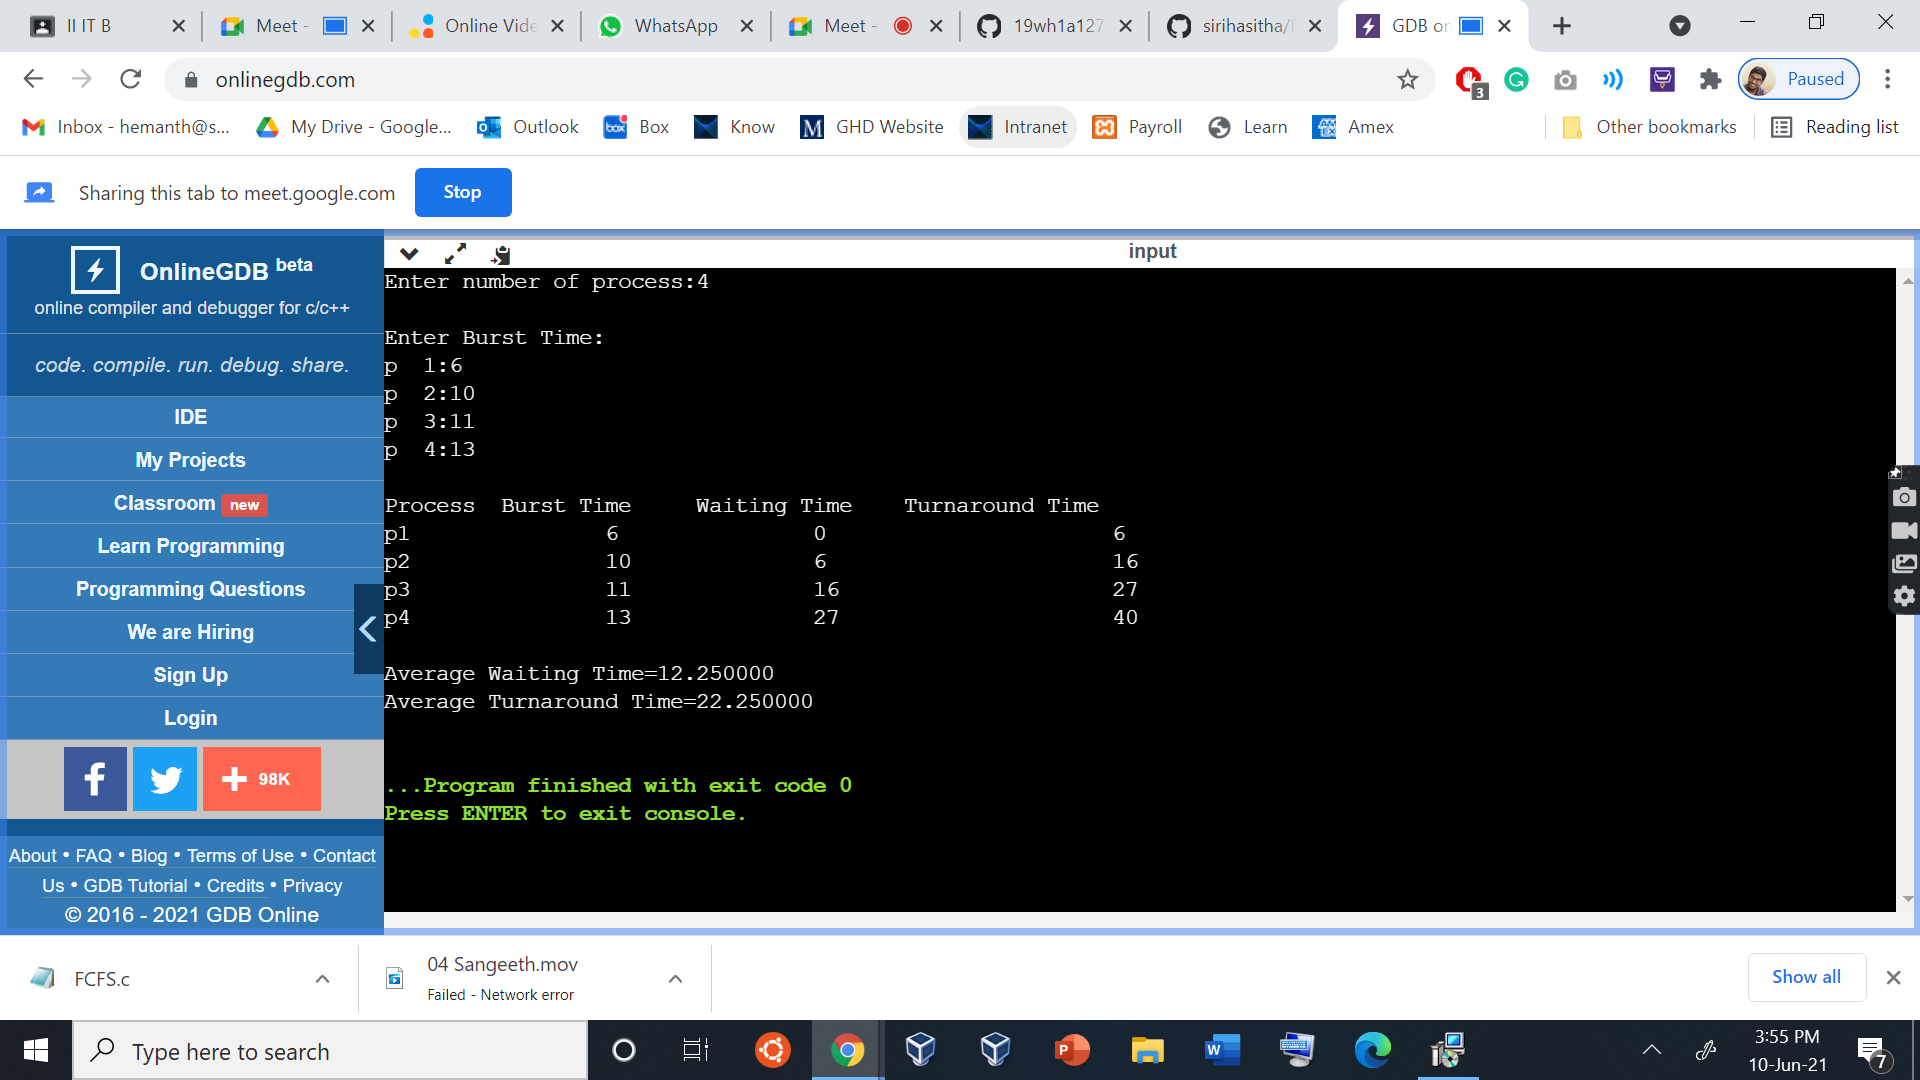 II IT B
Meet -
Online Vide
WhatsApp
Meet -
19wh1a127
sirihasitha/
GDB on
onlinegdb.com
3
Paused
Inbox - hemanth@s...
My Drive - Google...
Outlook
box
Box
Know
M
GHD Website
Intranet
Payroll
Learn
Amex
Other bookmarks
Reading list
Sharing this tab to meet.google.com
Stop
OnlineGDB beta
online compiler and debugger for c/c++
code. compile. run. debug. share.
IDE
My Projects
Classroom new
Learn Programming
Programming Questions
We are Hiring
Sign Up
Login
f
+ 98K
About • FAQ • Blog • Terms of Use • Contact
Us • GDB Tutorial • Credits • Privacy
© 2016 - 2021 GDB Online
input
Enter number of process:4
Enter Burst Time:
p 1:6
p 2:10
p 3:11
p 4:13
Process Burst Time Waiting Time Turnaround Time
p1 6 0 6
p2 10 6 16
p3 11 16 27
p4 13 27 40
Average Waiting Time=12.250000
Average Turnaround Time=22.250000
...Program finished with exit code 0
Press ENTER to exit console.
FCFS.c
04 Sangeeth.mov
Failed - Network error
Show all
Type here to search
P
W
3:55 PM
10-Jun-21
7